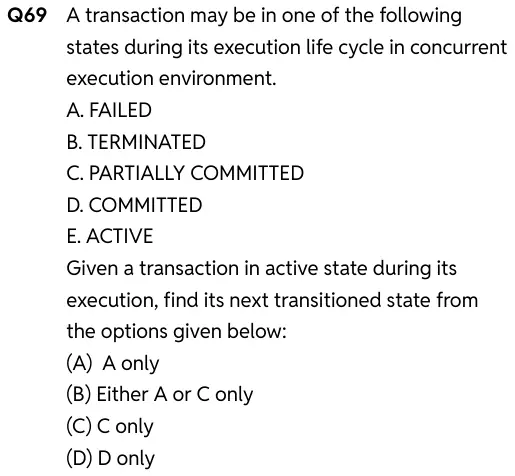 Q69 A transaction may be in one of the following
states during its execution life cycle in concurrent
execution environment.
A. FAILED
B. TERMINATED
C. PARTIALLY COMMITTED
D. COMMITTED
E. ACTIVE
Given a transaction in active state during its
execution, find its next transitioned state from
the options given below:
(A) A only
(B) Either A or C only
(C) C only
(D) D only